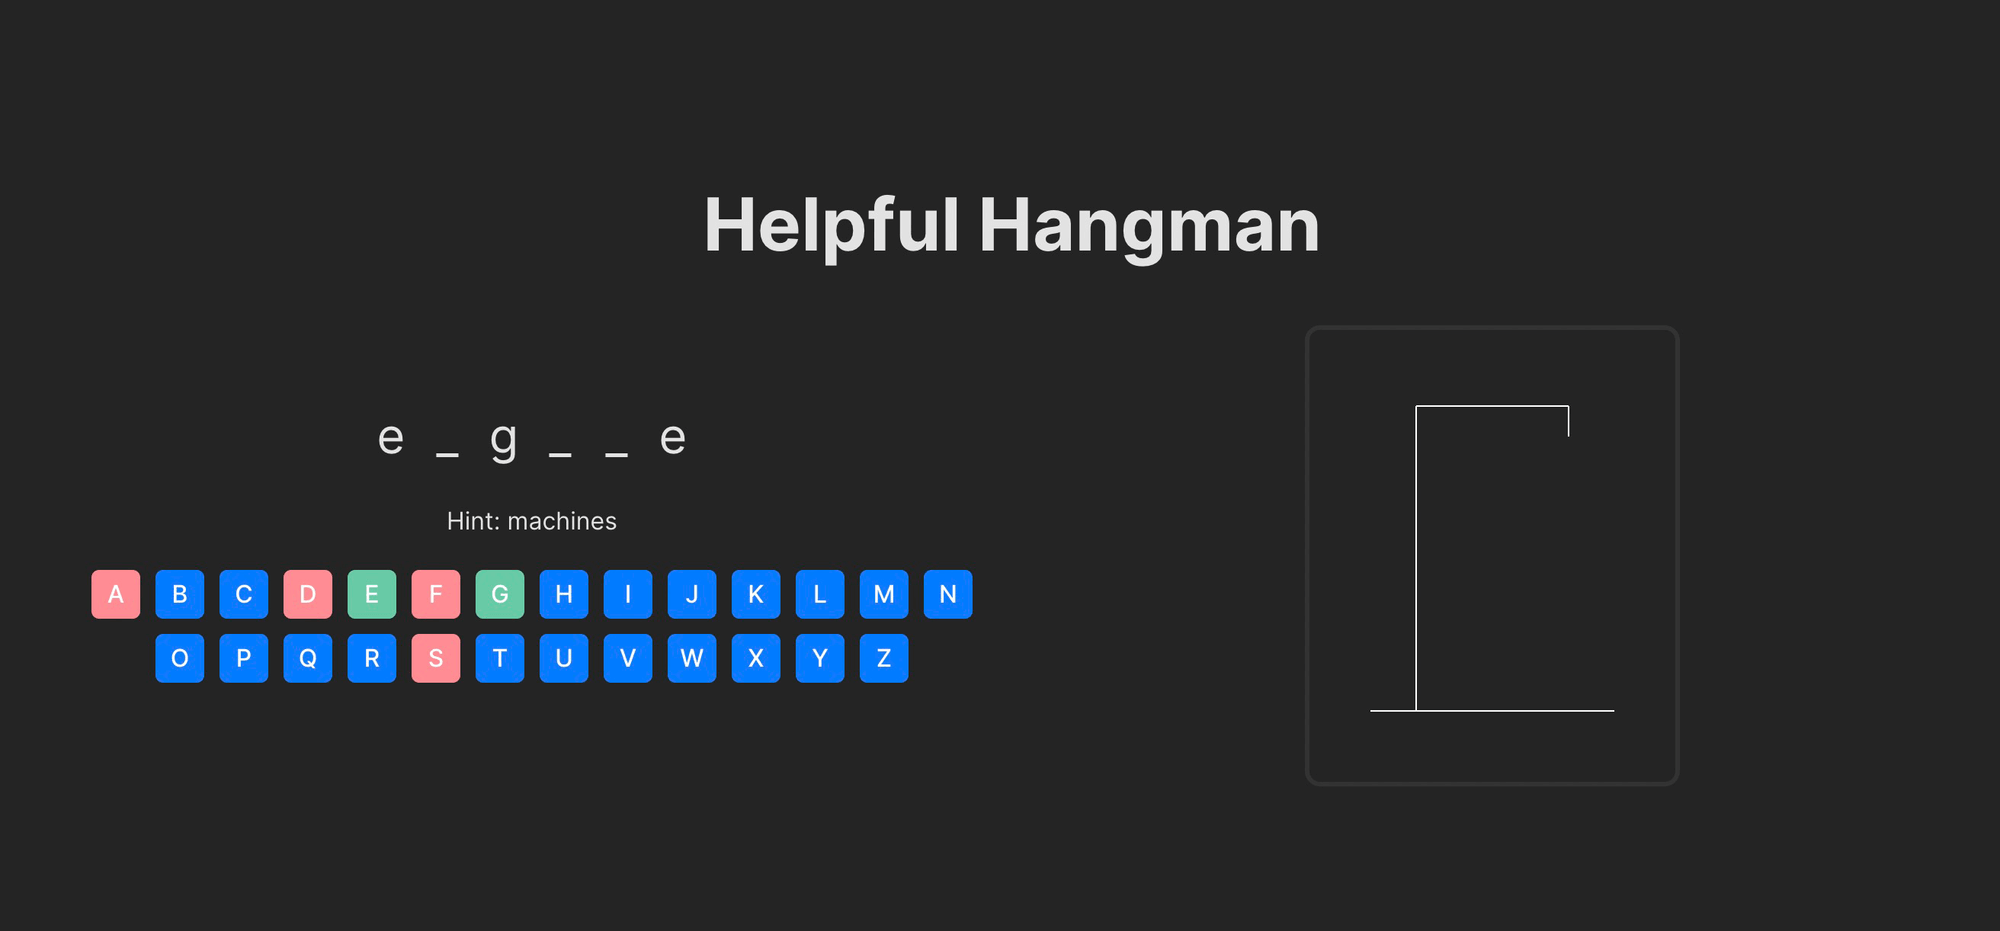 Helpful Hangman
e _ g _ _ e
Hint: machines
A B C D E F G H I J K L M N
O P Q R S T U V W X Y Z